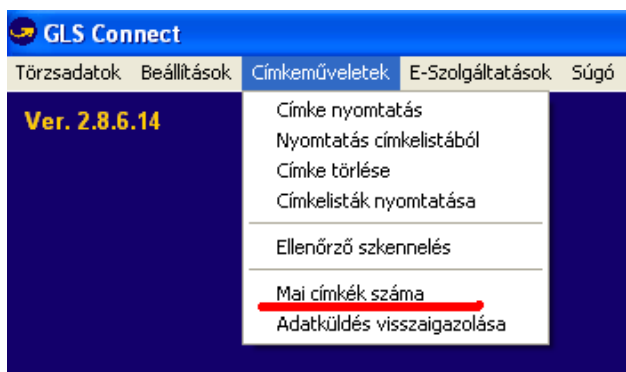 GLS Connect
Törzsadatok Beállítások Címkeműveletek E-Szolgáltatások Súgó
Ver. 2.8.6.14
Címke nyomtatás
Nyomtatás címkelistából
Címke törlése
Címkelisták nyomtatása
Ellenőrző szkennelés
Mai címkék száma
Adatküldés visszaigazolása